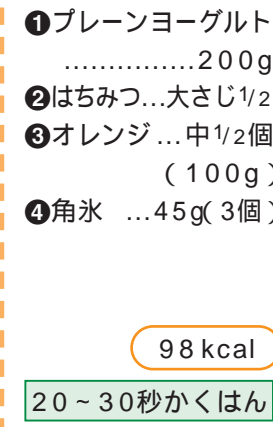 ❶プレーンヨーグルト
...............200g
❷はちみつ...大さじ1/2
❸オレンジ...中1/2個
(100g)
❹角氷 ...45g(3個)
98kcal
20~30秒かくはん